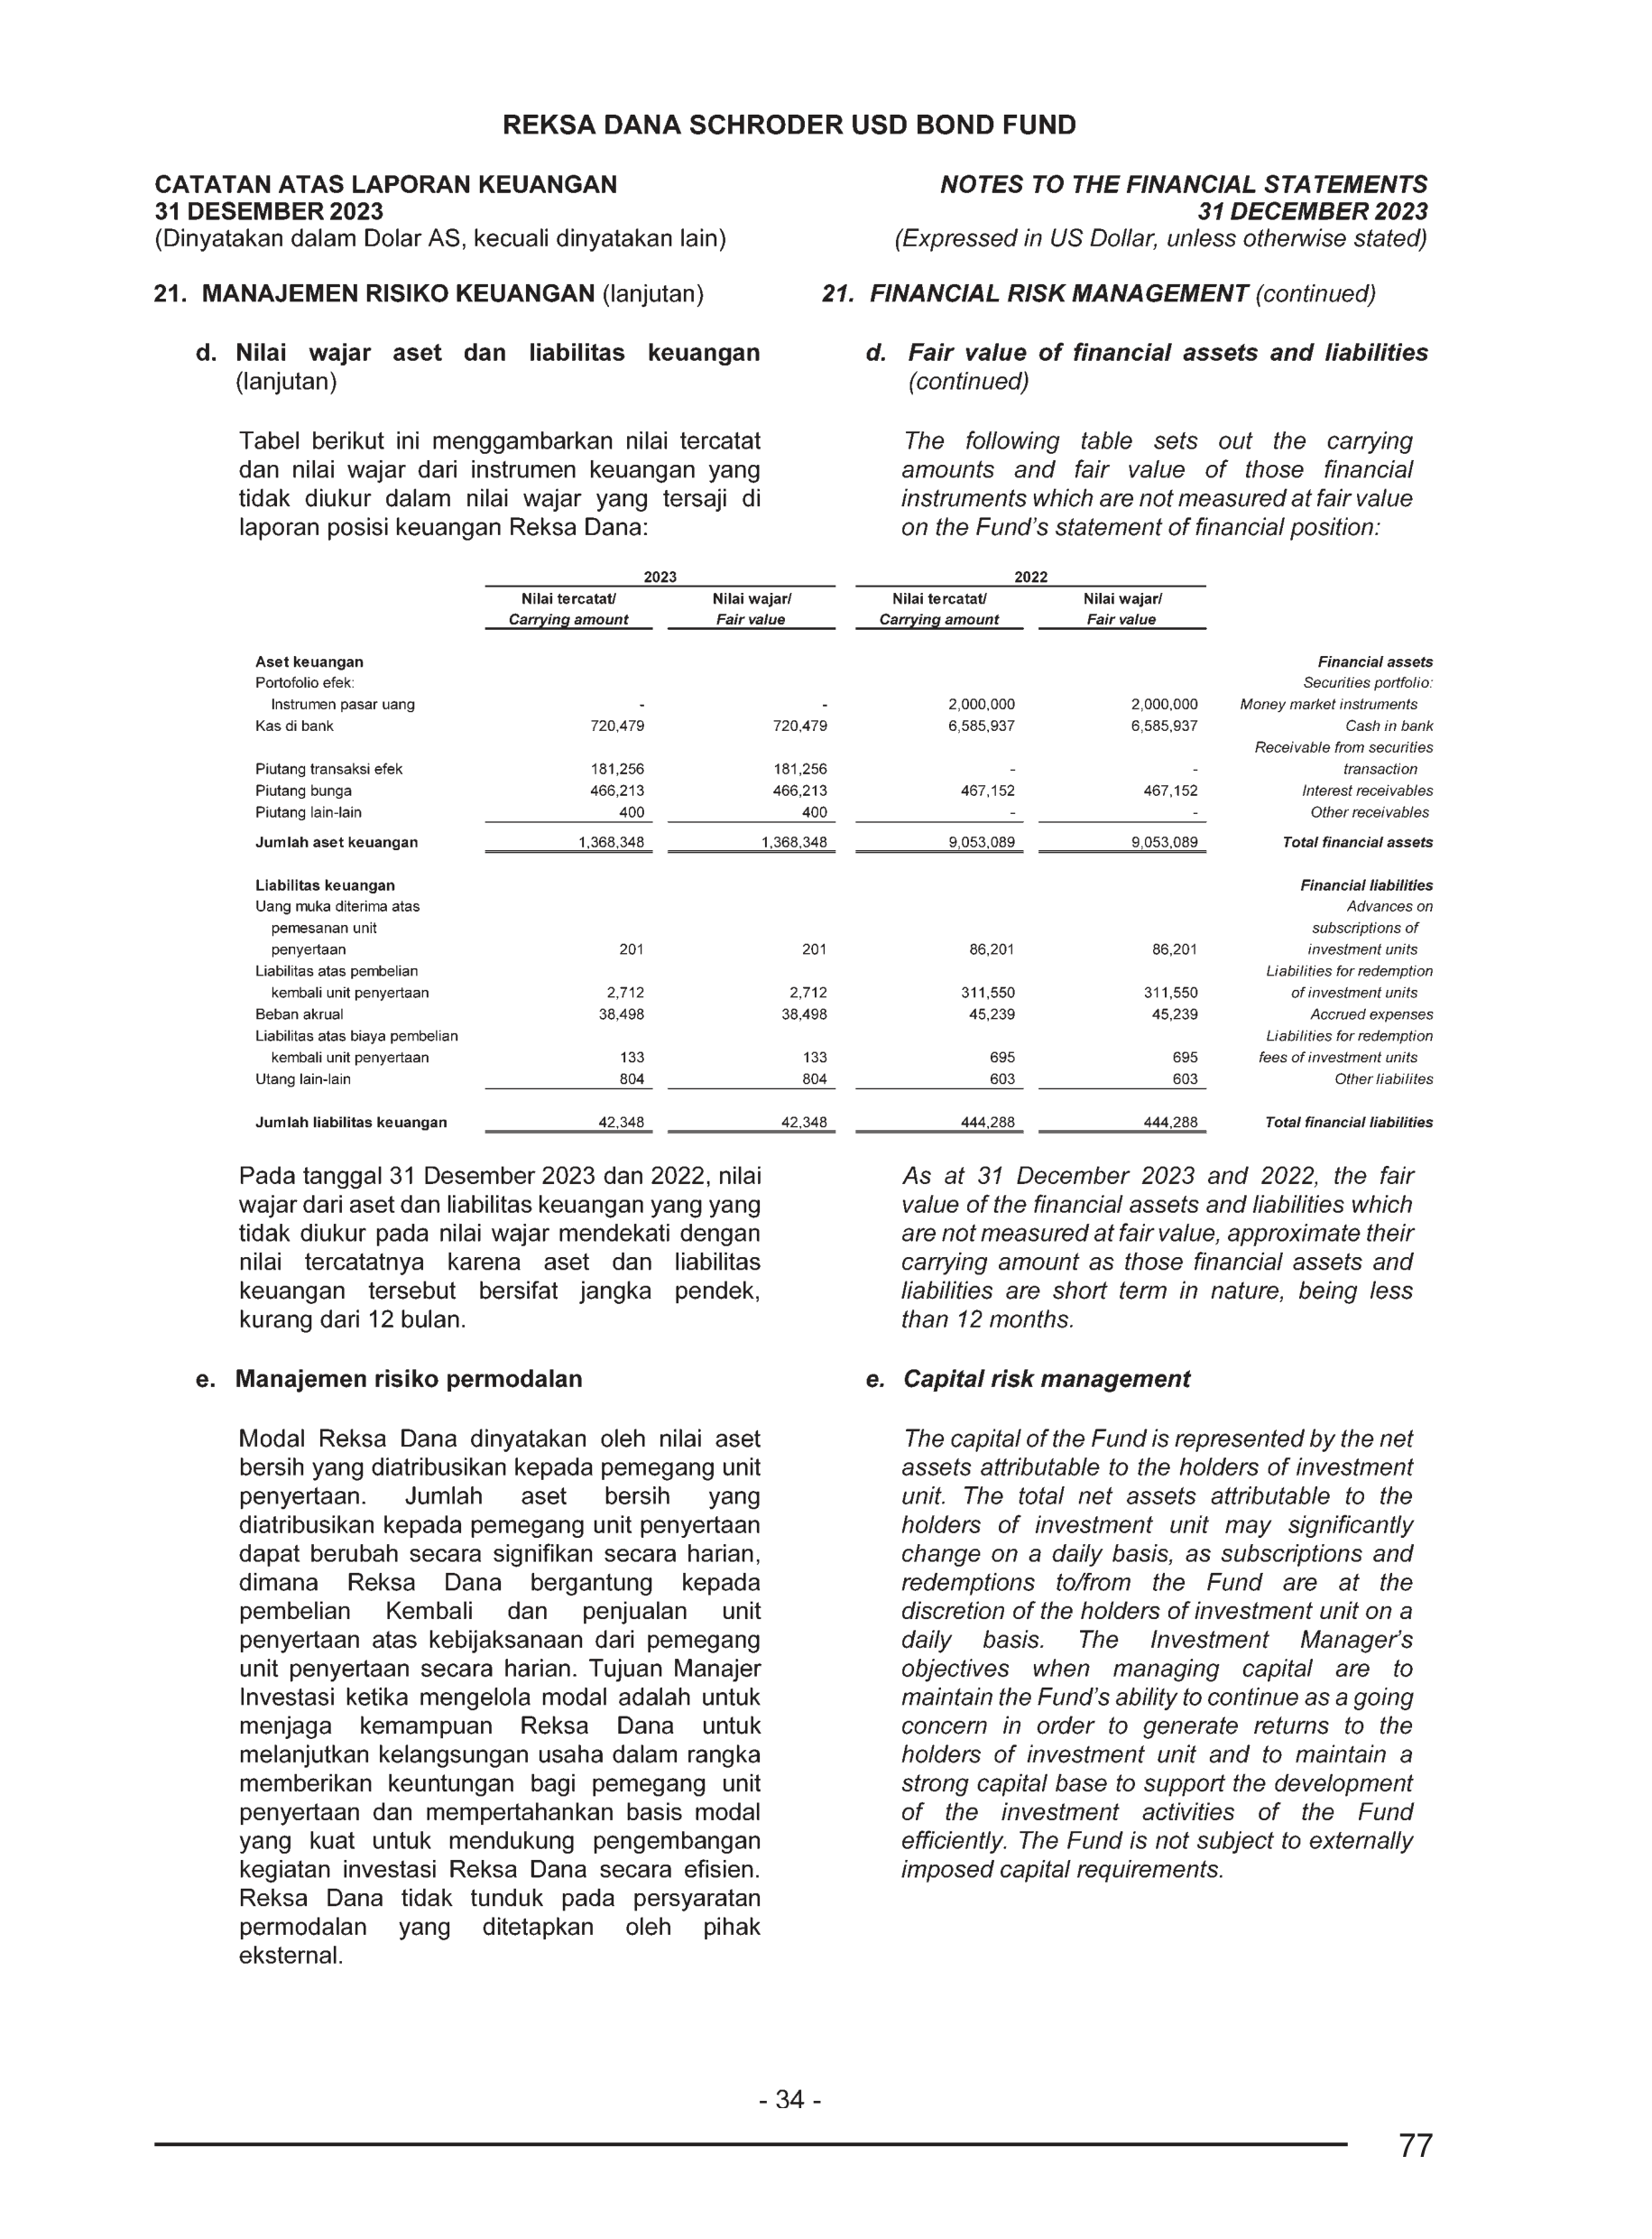 REKSA DANA SCHRODER USD BOND FUND
CATATAN ATAS LAPORAN KEUANGAN
31 DESEMBER 2023
(Dinyatakan dalam Dolar AS, kecuali dinyatakan lain)
NOTES TO THE FINANCIAL STATEMENTS
31 DECEMBER 2023
(Expressed in US Dollar, unless otherwise stated)
21. MANAJEMEN RISIKO KEUANGAN (lanjutan)
21. FINANCIAL RISK MANAGEMENT (continued)
d. Nilai wajar aset dan liabilitas keuangan
(lanjutan)
d. Fair value of financial assets and liabilities
(continued)
Tabel berikut ini menggambarkan nilai tercatat
dan nilai wajar dari instrumen keuangan yang
tidak diukur dalam nilai wajar yang tersaji di
laporan posisi keuangan Reksa Dana:
The following table sets out the carrying
amounts and fair value of those financial
instruments which are not measured at fair value
on the Fund's statement of financial position:
2023 2022
Nilai tercatat/ Nilai wajar/ Nilai tercatat/ Nilai wajar/
Carrying amount Fair value Carrying amount Fair value
Aset keuangan Financial assets
Portofolio efek: Securities portfolio:
Instrumen pasar uang - - 2,000,000 2,000,000 Money market instruments
Kas di bank 720,479 720,479 6,585,937 6,585,937 Cash in bank
Receivable from securities
Piutang transaksi efek 181,256 181,256 - - transaction
Piutang bunga 466,213 466,213 467,152 467,152 Interest receivables
Piutang lain-lain 400 400 - - Other receivables
Jumlah aset keuangan 1,368,348 1,368,348 9,053,089 9,053,089 Total financial assets
Liabilitas keuangan Financial liabilities
Uang muka diterima atas Advances on
pemesanan unit subscriptions of
penyertaan 201 201 86,201 86,201 investment units
Liabilitas atas pembelian Liabilities for redemption
kembali unit penyertaan 2,712 2,712 311,550 311,550 of investment units
Beban akrual 38,498 38,498 45,239 45,239 Accrued expenses
Liabilitas atas biaya pembelian Liabilities for redemption
kembali unit penyertaan 133 133 695 695 fees of investment units
Utang lain-lain 804 804 603 603 Other liabilites
Jumlah liabilitas keuangan 42,348 42,348 444,288 444,288 Total financial liabilities
Pada tanggal 31 Desember 2023 dan 2022, nilai
wajar dari aset dan liabilitas keuangan yang yang
tidak diukur pada nilai wajar mendekati dengan
nilai tercatatnya karena aset dan liabilitas
keuangan tersebut bersifat jangka pendek,
kurang dari 12 bulan.
As at 31 December 2023 and 2022, the fair
value of the financial assets and liabilities which
are not measured at fair value, approximate their
carrying amount as those financial assets and
liabilities are short term in nature, being less
than 12 months.
e. Manajemen risiko permodalan
e. Capital risk management
Modal Reksa Dana dinyatakan oleh nilai aset
bersih yang diatribusikan kepada pemegang unit
penyertaan. Jumlah aset bersih yang
diatribusikan kepada pemegang unit penyertaan
dapat berubah secara signifikan secara harian,
dimana Reksa Dana bergantung kepada
pembelian Kembali dan penjualan unit
penyertaan atas kebijaksanaan dari pemegang
unit penyertaan secara harian. Tujuan Manajer
Investasi ketika mengelola modal adalah untuk
menjaga kemampuan Reksa Dana untuk
melanjutkan kelangsungan usaha dalam rangka
memberikan keuntungan bagi pemegang unit
penyertaan dan mempertahankan basis modal
yang kuat untuk mendukung pengembangan
kegiatan investasi Reksa Dana secara efisien.
Reksa Dana tidak tunduk pada persyaratan
permodalan yang ditetapkan oleh pihak
eksternal.
The capital of the Fund is represented by the net
assets attributable to the holders of investment
unit. The total net assets attributable to the
holders of investment unit may significantly
change on a daily basis, as subscriptions and
redemptions to/from the Fund are at the
discretion of the holders of investment unit on a
daily basis. The Investment Manager's
objectives when managing capital are to
maintain the Fund's ability to continue as a going
concern in order to generate returns to the
holders of investment unit and to maintain a
strong capital base to support the development
of the investment activities of the Fund
efficiently. The Fund is not subject to externally
imposed capital requirements.
- 34 -
77